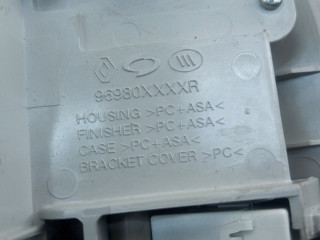 96980XXXXR
HOUSING >PC+ASA<
FINISHER >PC+ASA<
CASE >PC+ASA<
BRACKET COVER >PC<